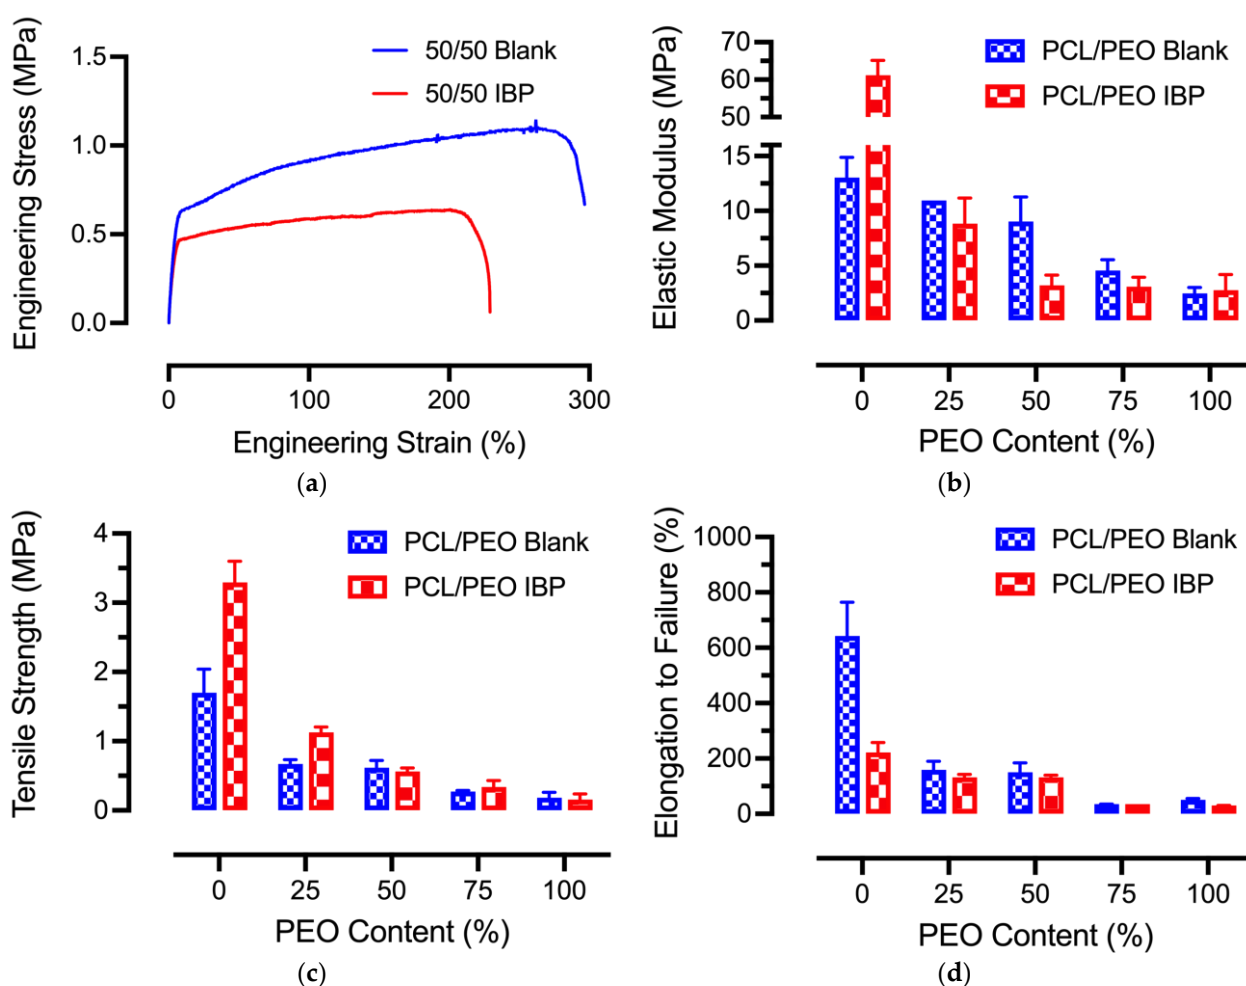 Engineering Stress (MPa)
1.5
1.0
0.5
0.0
50/50 Blank
50/50 IBP
0 100 200 300
Engineering Strain (%)
(a)
Elastic Modulus (MPa)
70
60
50
15
10
5
0
PCL/PEO Blank
PCL/PEO IBP
0 25 50 75 100
PEO Content (%)
(b)
Tensile Strength (MPa)
4
3
2
1
0
PCL/PEO Blank
PCL/PEO IBP
0 25 50 75 100
PEO Content (%)
(c)
Elongation to Failure (%)
1000
800
600
400
200
0
PCL/PEO Blank
PCL/PEO IBP
0 25 50 75 100
PEO Content (%)
(d)